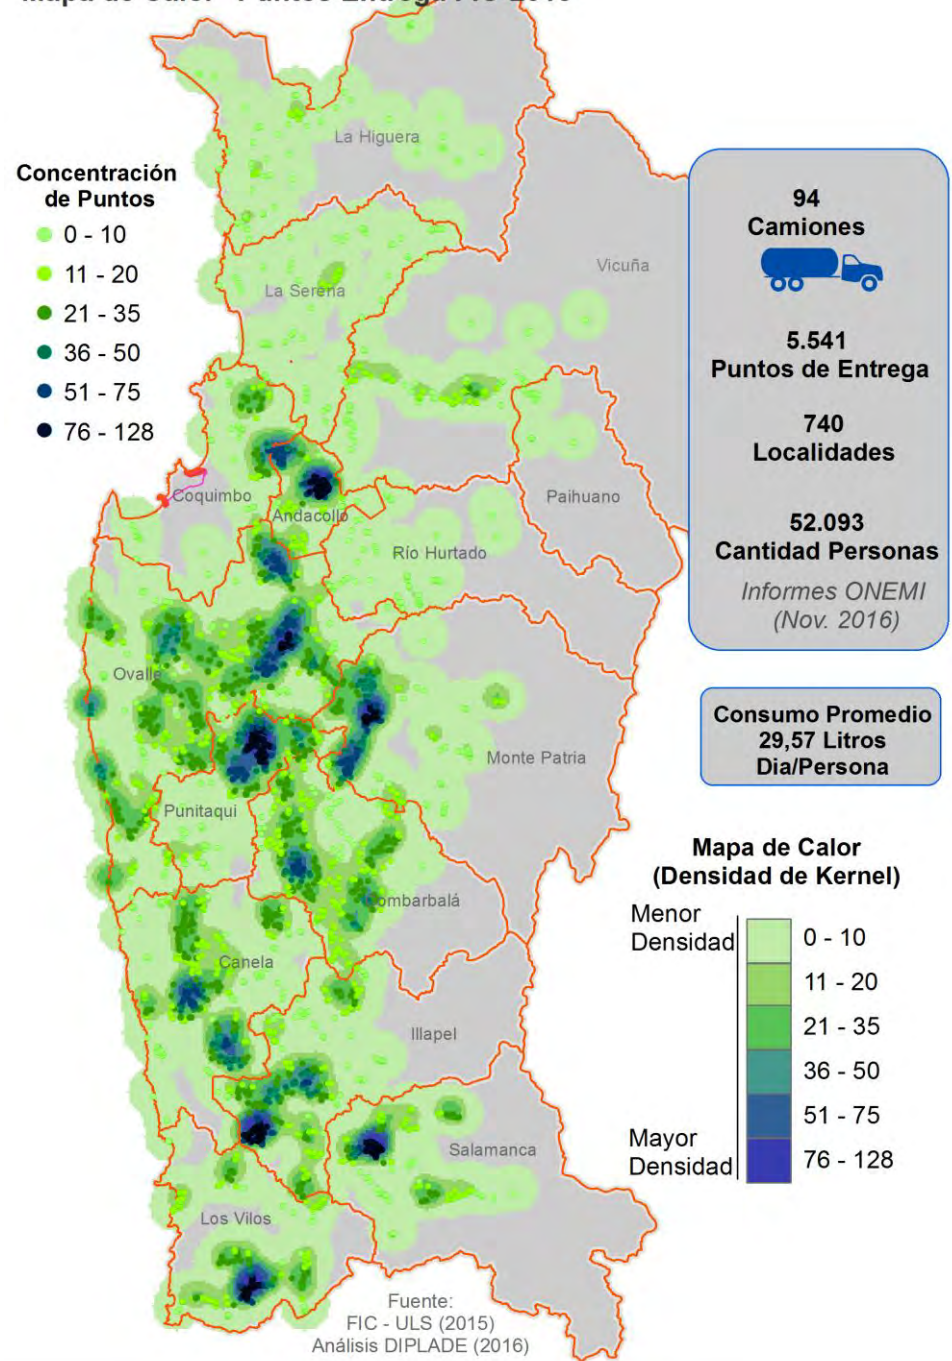 Concentración
de Puntos
0 - 10
11 - 20
21 - 35
36 - 50
51 - 75
76 - 128
La Higuera
La Serena
Vicuña
Coquimbo
Andacollo
Paihuano
Río Hurtado
Ovalle
Monte Patria
Punitaqui
Combarbalá
Canela
Illapel
Salamanca
Los Vilos
94
Camiones
5.541
Puntos de Entrega
740
Localidades
52.093
Cantidad Personas
Informes ONEMI
(Nov. 2016)
Consumo Promedio
29,57 Litros
Dia/Persona
Mapa de Calor
(Densidad de Kernel)
Menor
Densidad
0 - 10
11 - 20
21 - 35
36 - 50
51 - 75
76 - 128
Mayor
Densidad
Fuente:
FIC - ULS (2015)
Análisis DIPLADE (2016)